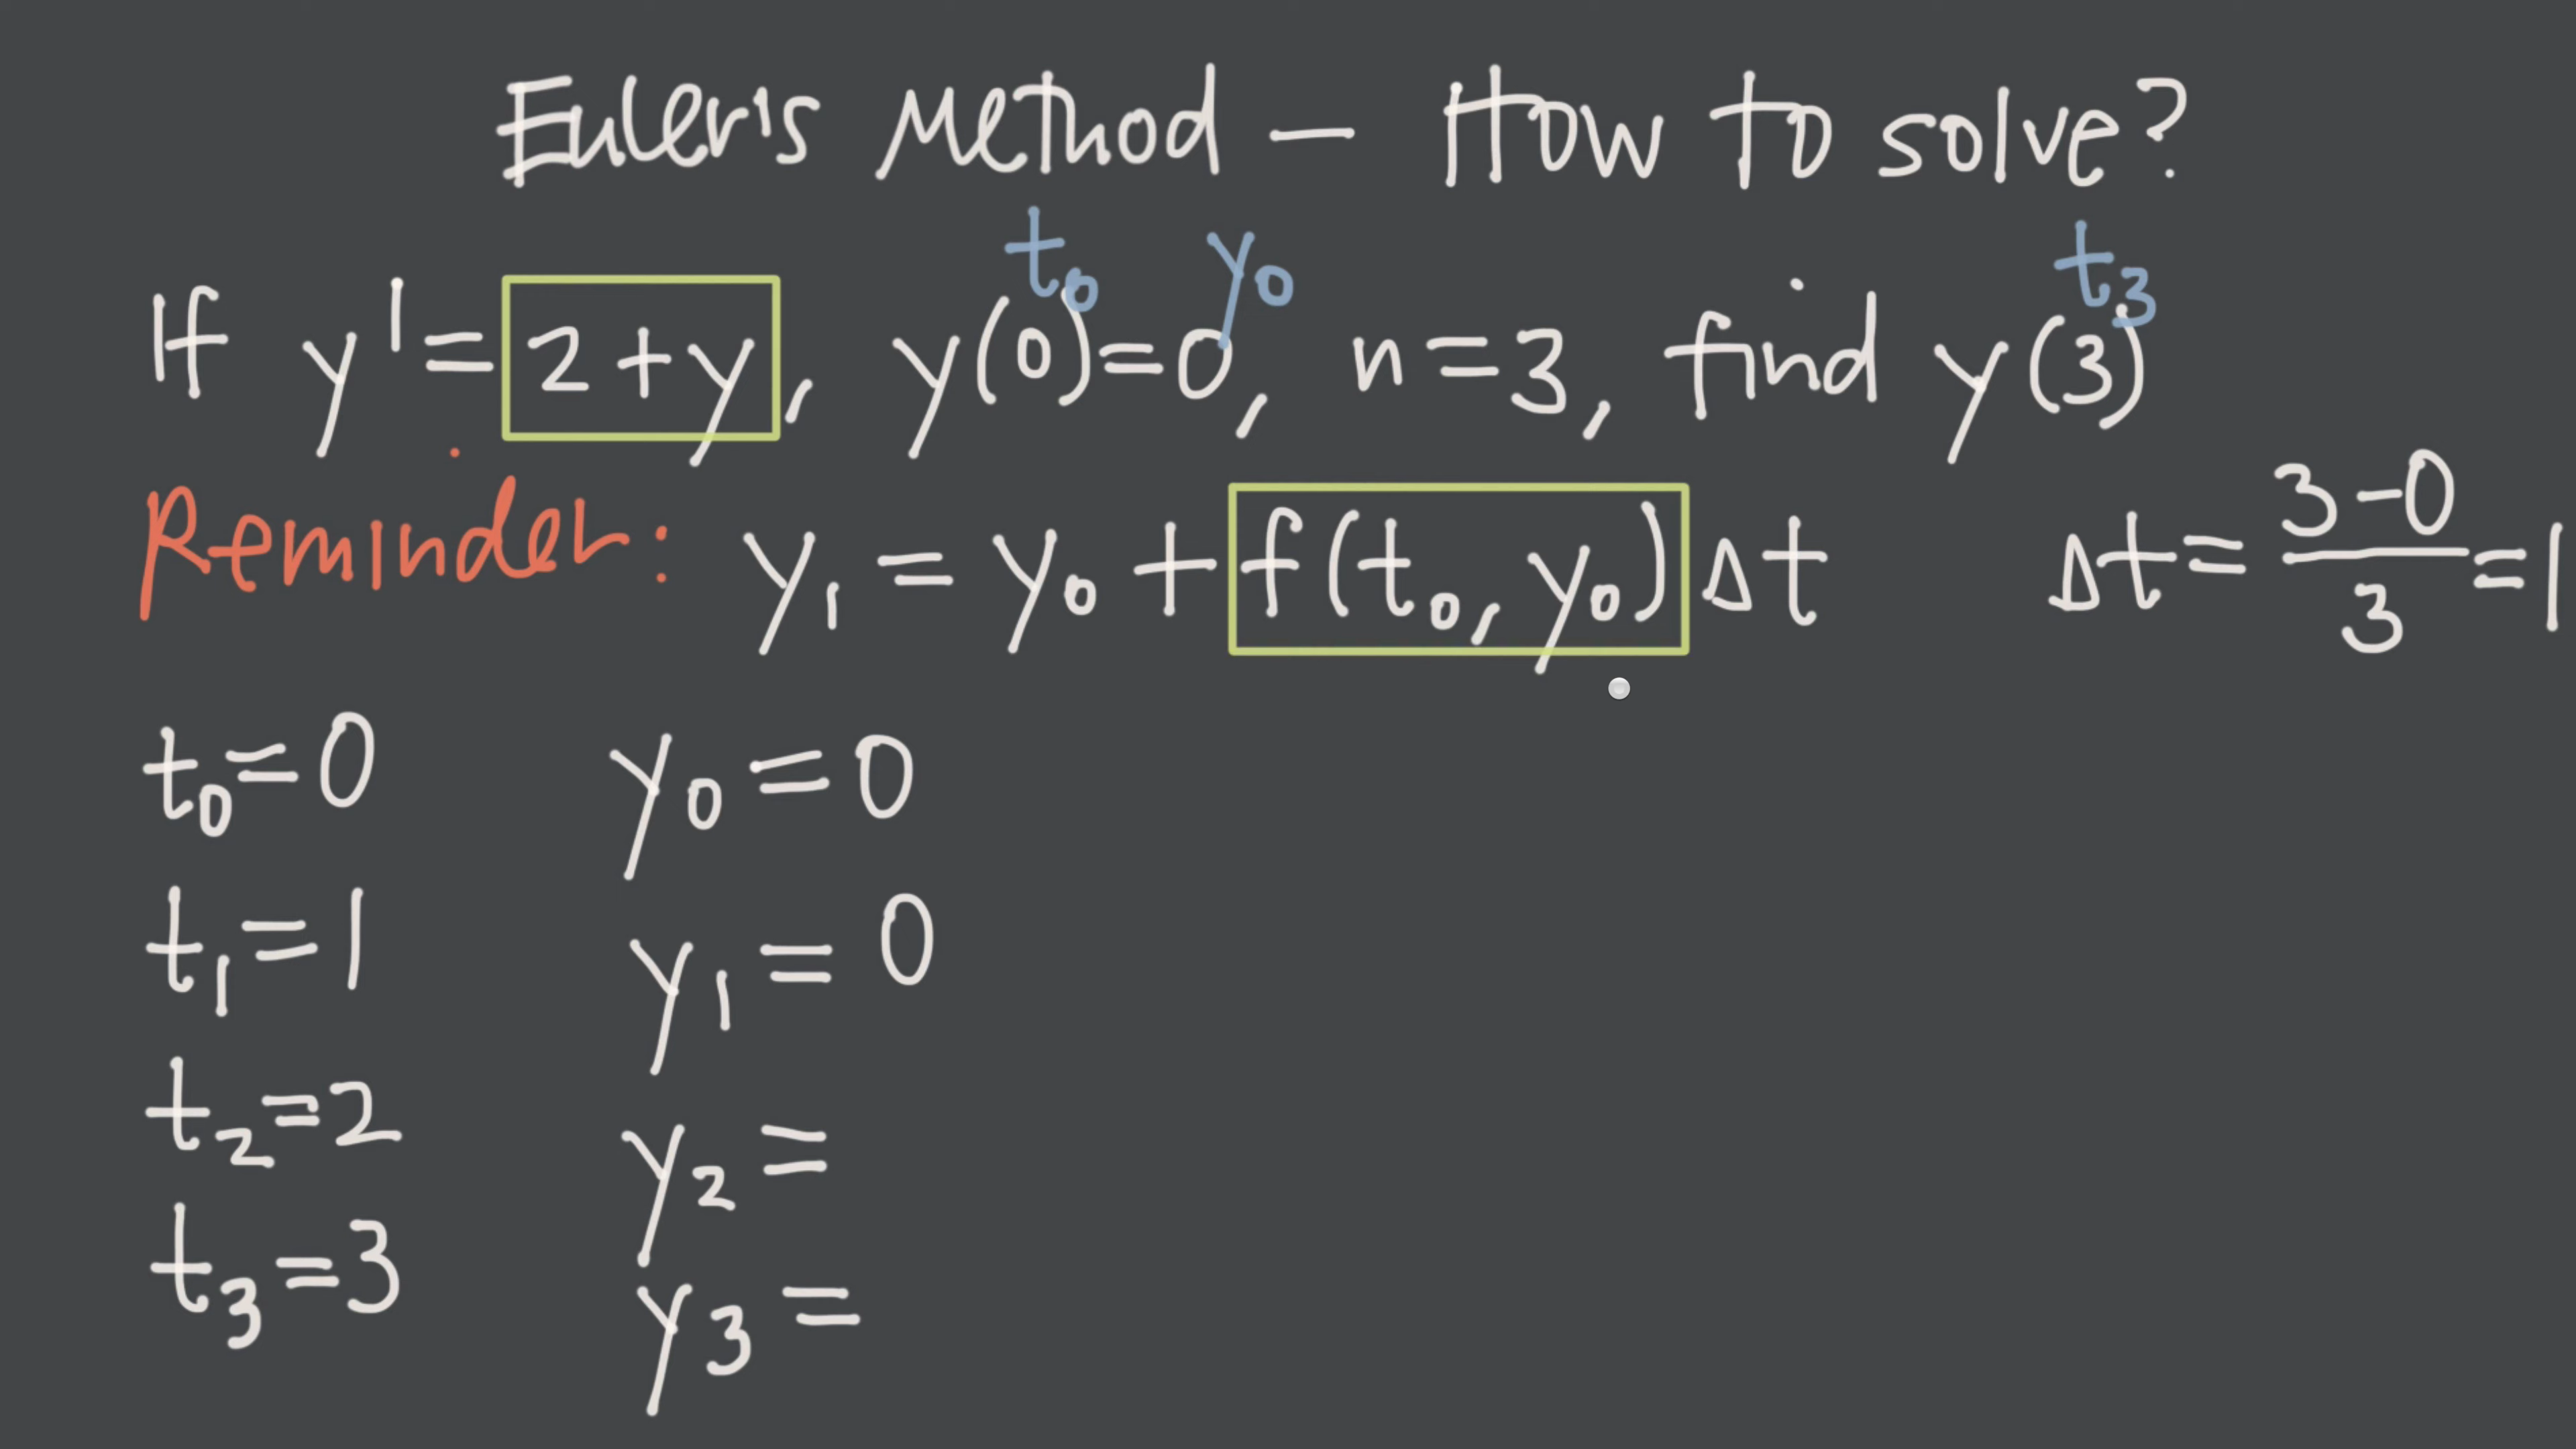 Euler's Method — How to solve?
t₀ y₀ t₃
If y' = 2+y, y(0)=0, n=3, find y(3)
Reminder: y₁ = y₀ + f(t₀, y₀) Δt Δt = (3-0)/3 = 1
t₀=0 y₀=0
t₁=1 y₁=0
t₂=2 y₂=
t₃=3 y₃=